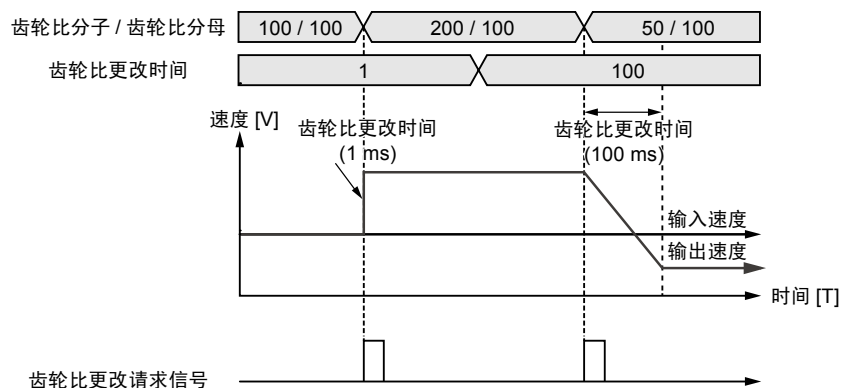 齿轮比分子 / 齿轮比分母 100 / 100 200 / 100 50 / 100
齿轮比更改时间 1 100
速度 [V]
齿轮比更改时间
(1 ms)
齿轮比更改时间
(100 ms)
输入速度
输出速度
时间 [T]
齿轮比更改请求信号